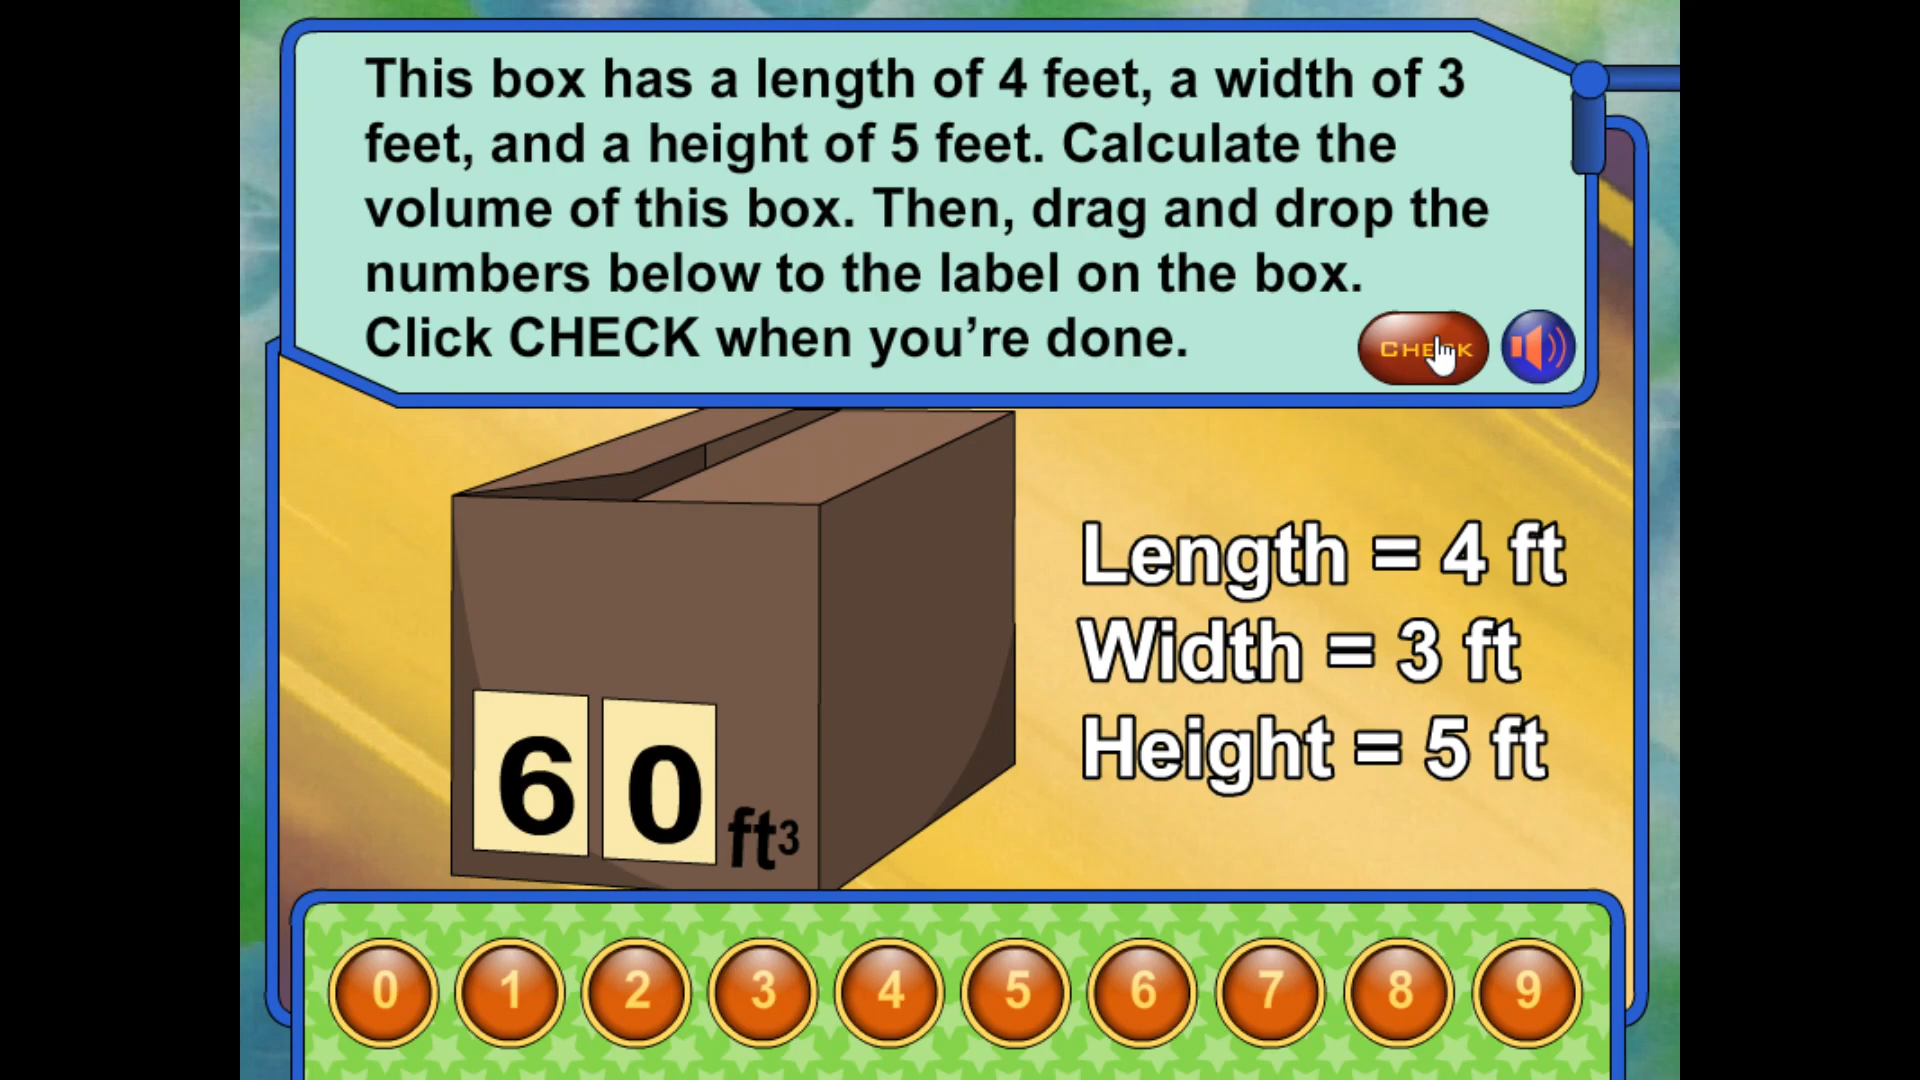 This box has a length of 4 feet, a width of 3
feet, and a height of 5 feet. Calculate the
volume of this box. Then, drag and drop the
numbers below to the label on the box.
Click CHECK when you’re done.
CHECK
Length = 4 ft
Width = 3 ft
Height = 5 ft
60 ft³
0 1 2 3 4 5 6 7 8 9